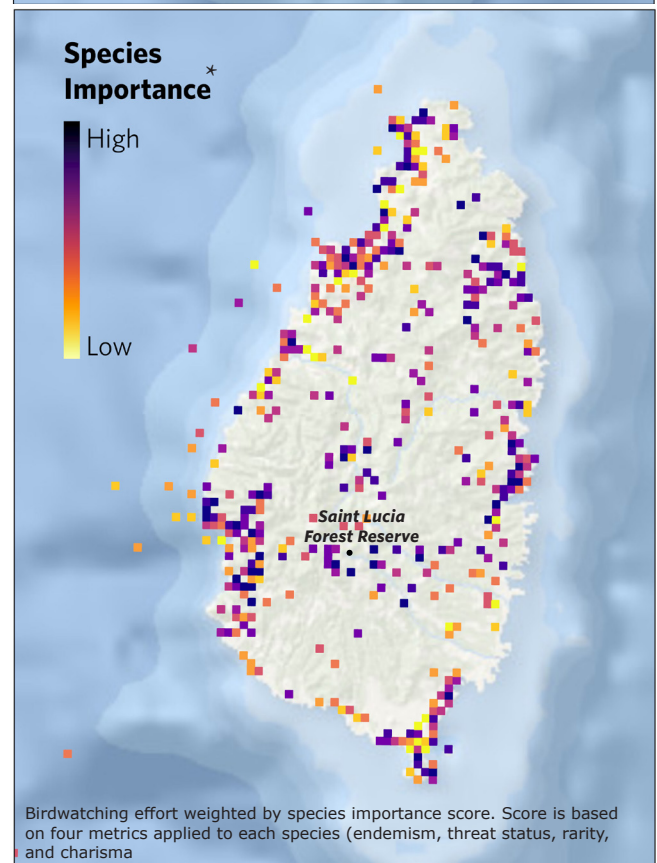 Species
Importance*
High
Low
Saint Lucia
Forest Reserve
Birdwatching effort weighted by species importance score. Score is based
on four metrics applied to each species (endemism, threat status, rarity,
and charisma